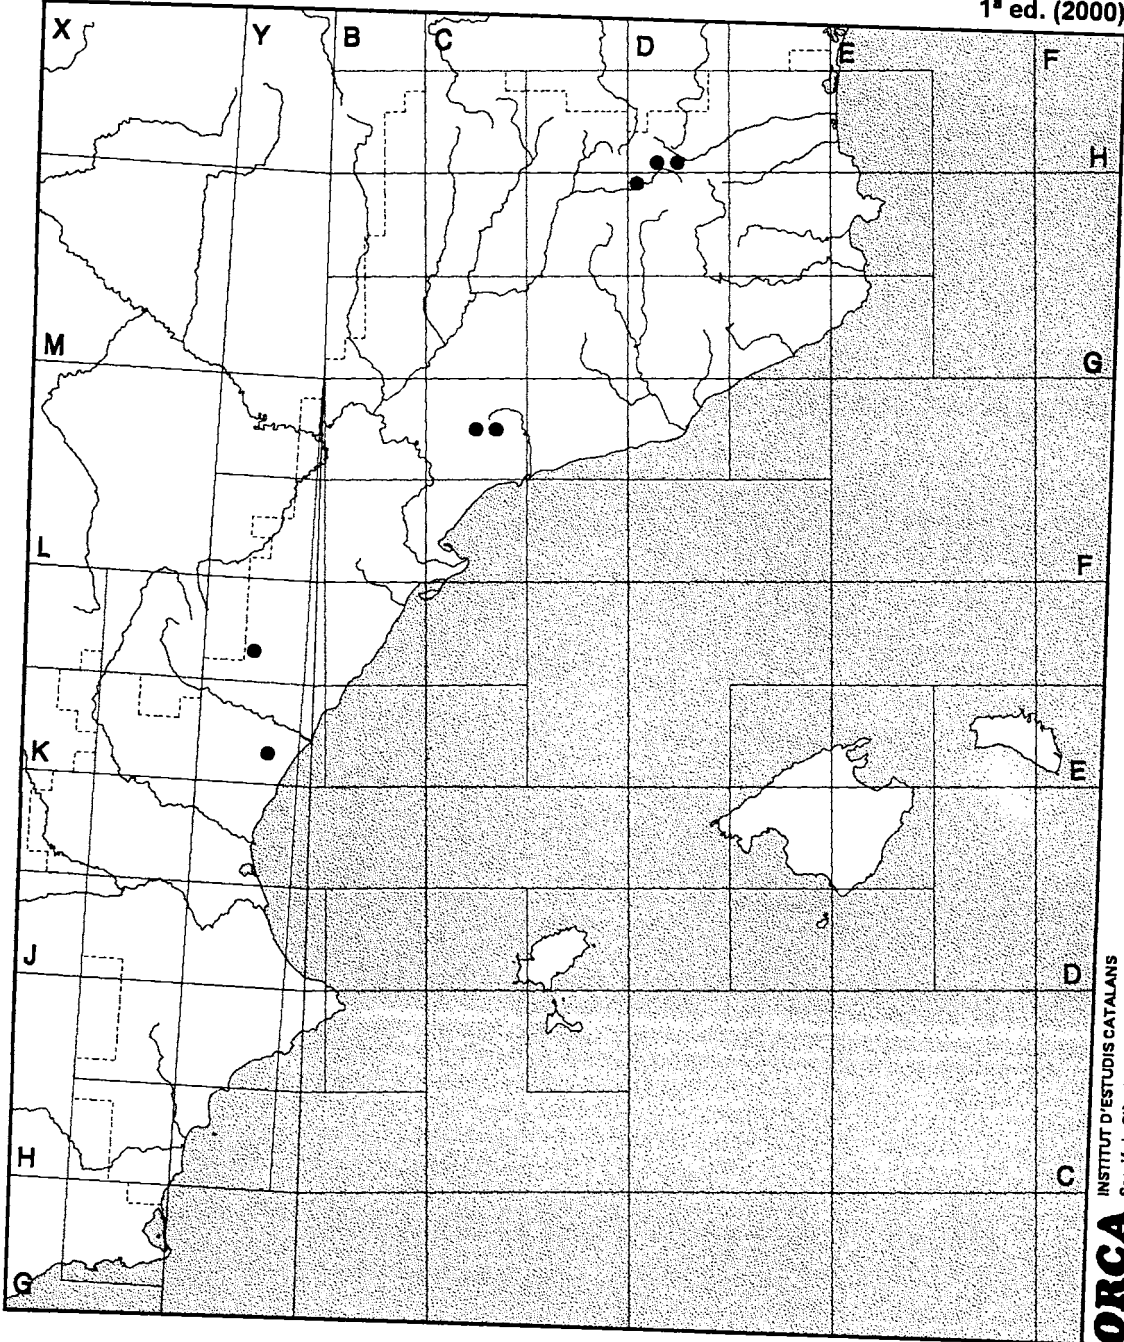 1ª ed. (2000)
X Y B C D E F
H
M G
L F
K E
J D
H C
G
ORCA INSTITUT D'ESTUDIS CATALANS